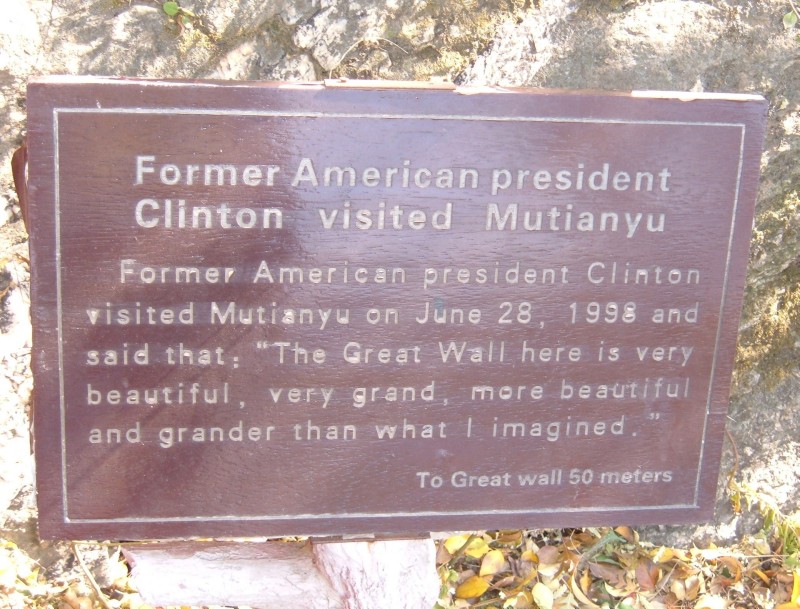 Former American president
Clinton visited Mutianyu
Former American president Clinton
visited Mutianyu on June 28, 1998 and
said that: "The Great Wall here is very
beautiful, very grand, more beautiful
and grander than what I imagined."
To Great wall 50 meters